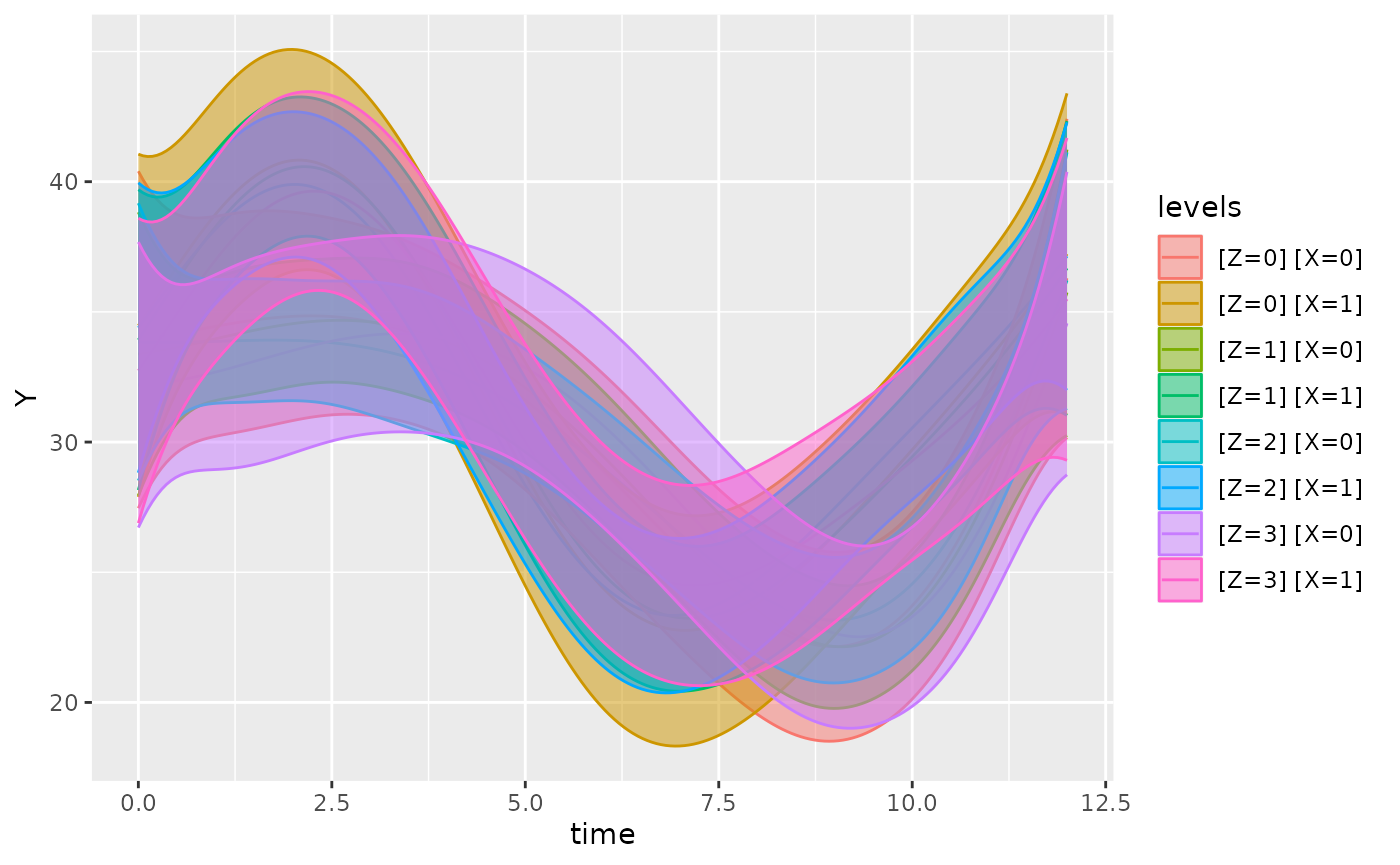 40
30
20
Y
0.0 2.5 5.0 7.5 10.0 12.5
time
levels
[Z=0] [X=0]
[Z=0] [X=1]
[Z=1] [X=0]
[Z=1] [X=1]
[Z=2] [X=0]
[Z=2] [X=1]
[Z=3] [X=0]
[Z=3] [X=1]